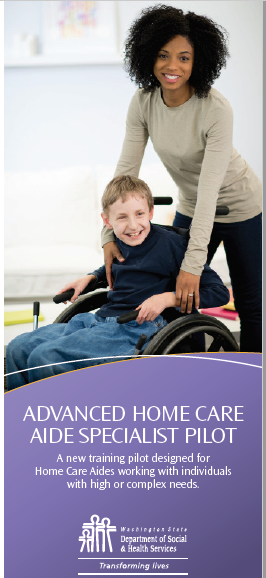 ADVANCED HOME CARE
AIDE SPECIALIST PILOT
A new training pilot designed for
Home Care Aides working with individuals
with high or complex needs.
Washington State
Department of Social
& Health Services
Transforming lives